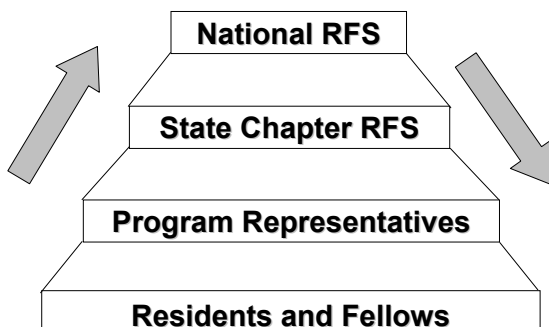 National RFS
State Chapter RFS
Program Representatives
Residents and Fellows